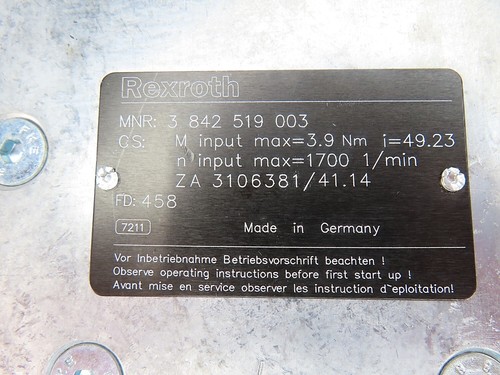 Rexroth
MNR: 3 842 519 003
CS: M input max=3.9 Nm i=49.23
n input max=1700 1/min
ZA 3106381/41.14
FD: 458
7211 Made in Germany
Vor Inbetriebnahme Betriebsvorschrift beachten !
Observe operating instructions before first start up !
Avant mise en service observer les instruction d~eploitation!